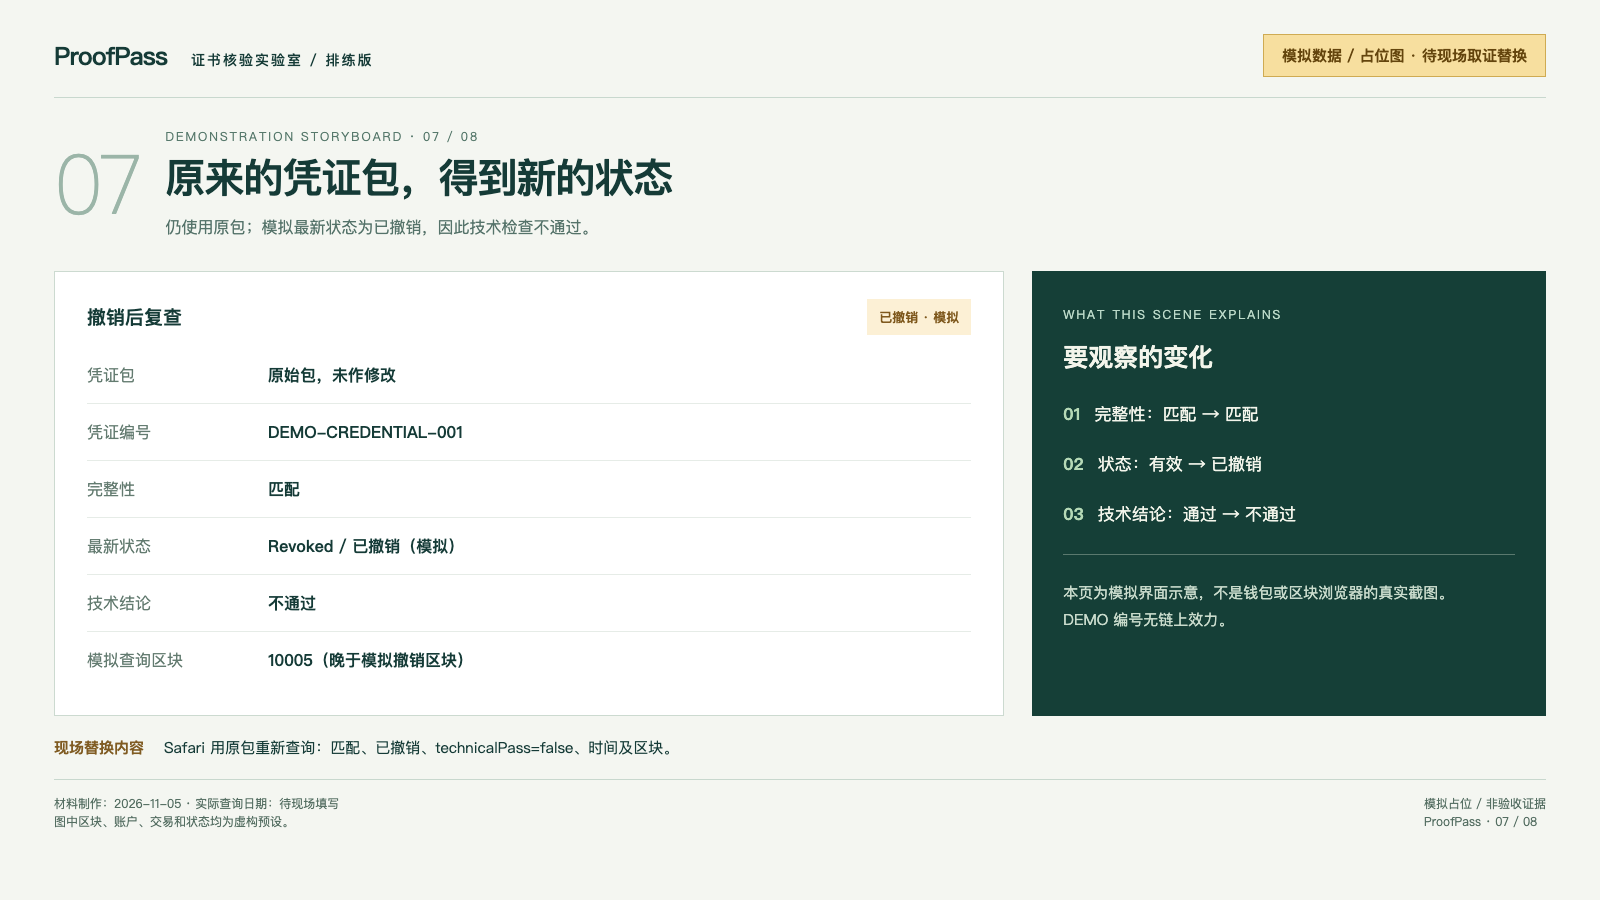 ProofPass 证书核验实验室 / 排练版
模拟数据 / 占位图 · 待现场取证替换
07
DEMONSTRATION STORYBOARD · 07 / 08
原来的凭证包，得到新的状态
仍使用原包；模拟最新状态为已撤销，因此技术检查不通过。
撤销后复查
已撤销 · 模拟
凭证包 原始包，未作修改
凭证编号 DEMO-CREDENTIAL-001
完整性 匹配
最新状态 Revoked / 已撤销（模拟）
技术结论 不通过
模拟查询区块 10005（晚于模拟撤销区块）
WHAT THIS SCENE EXPLAINS
要观察的变化
01 完整性：匹配 → 匹配
02 状态：有效 → 已撤销
03 技术结论：通过 → 不通过
本页为模拟界面示意，不是钱包或区块浏览器的真实截图。
DEMO 编号无链上效力。
现场替换内容 Safari 用原包重新查询：匹配、已撤销、technicalPass=false、时间及区块。
材料制作：2026-11-05 · 实际查询日期：待现场填写
图中区块、账户、交易和状态均为虚构预设。
模拟占位 / 非验收证据
ProofPass · 07 / 08